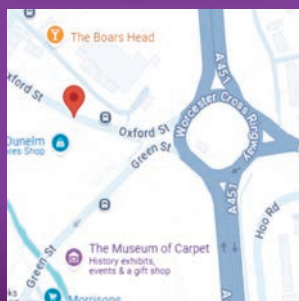 The Boars Head
A451
Oxford St
Oxford St
Worcester Cross Ringway
Dunelm
Shop
Green St
A451
Hoo Rd
The Museum of Carpet
History exhibits,
events & a gift shop
Green St
Morrisons